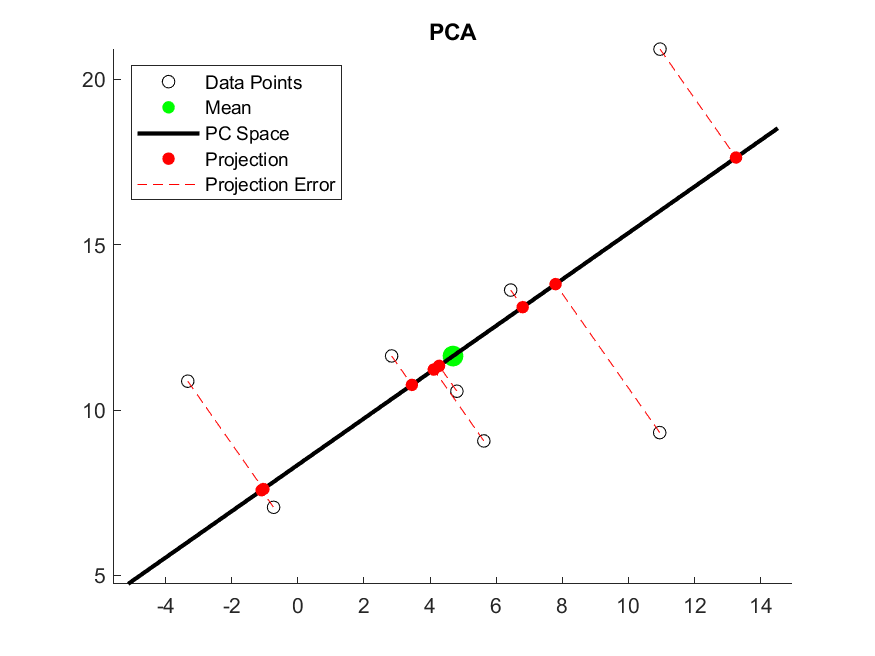 PCA
Data Points
Mean
PC Space
Projection
Projection Error
20
15
10
5
-4 -2 0 2 4 6 8 10 12 14